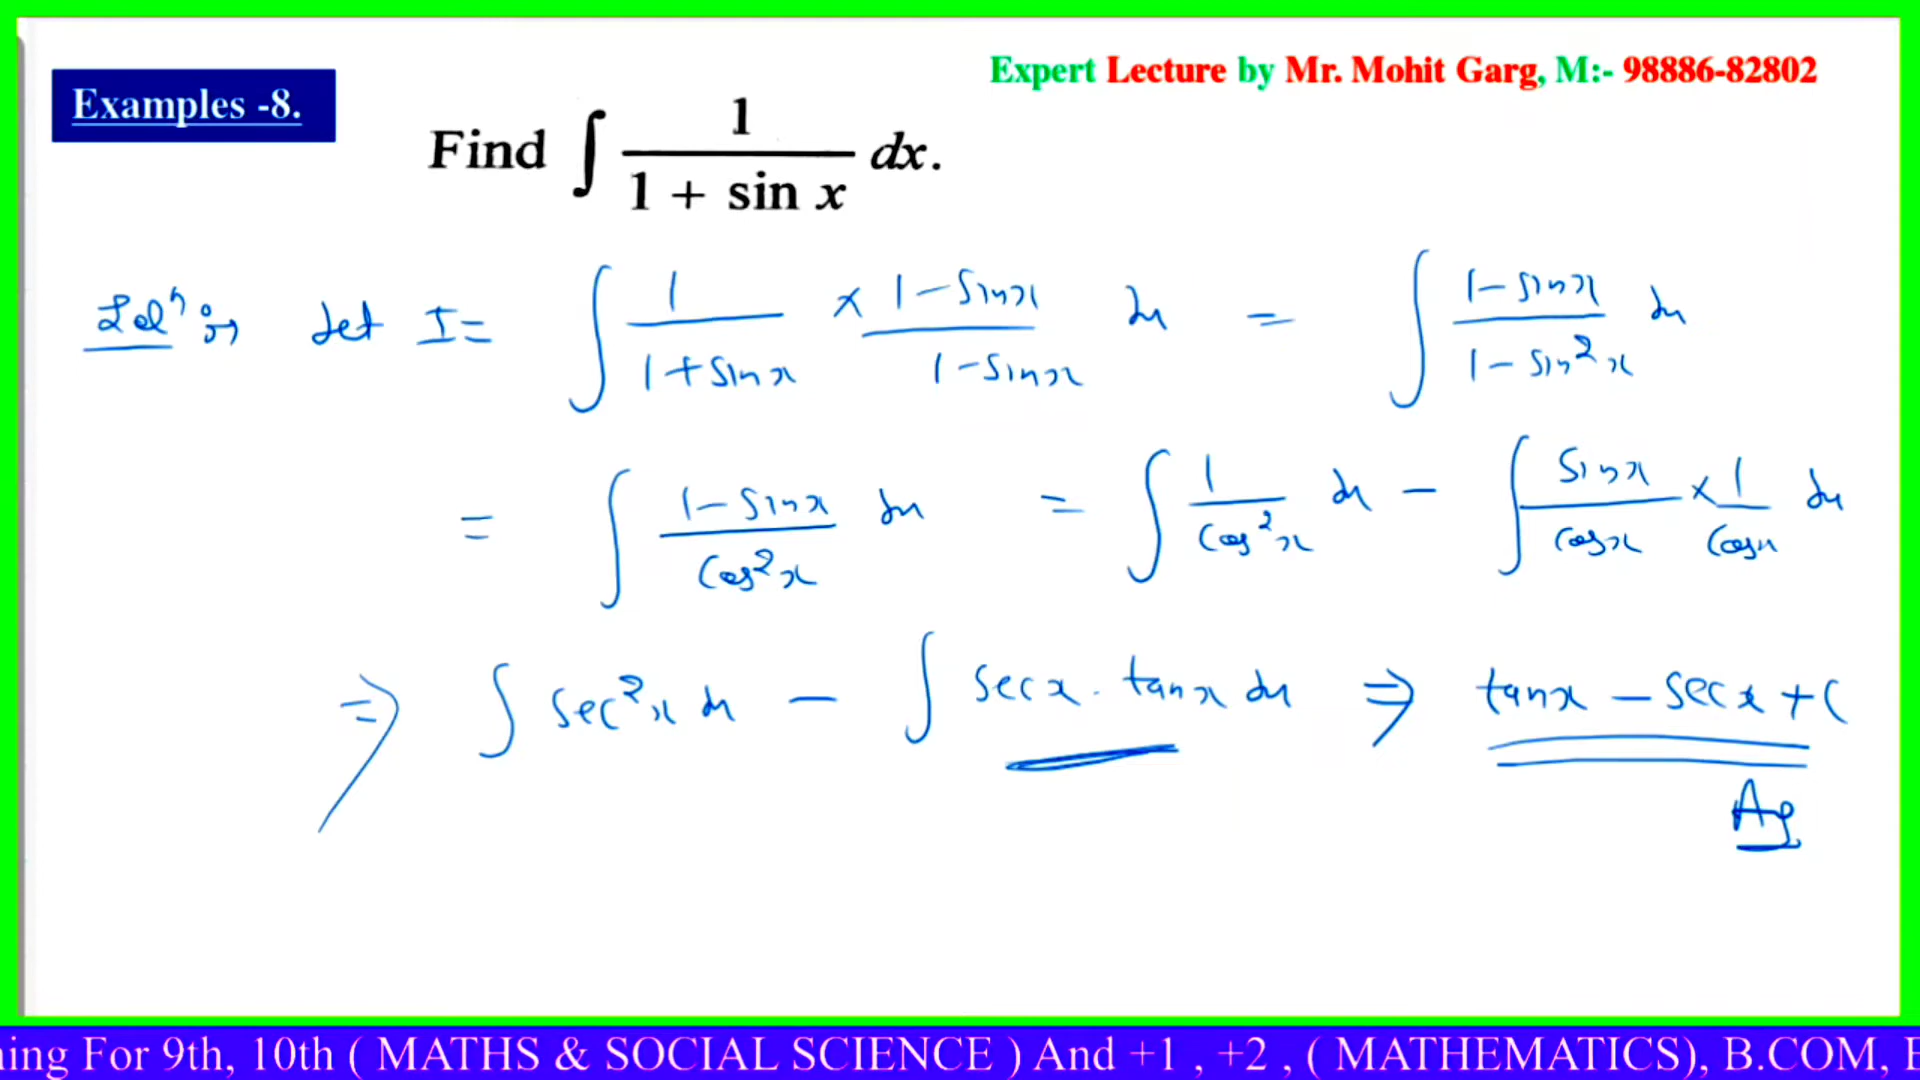 Expert Lecture by Mr. Mohit Garg, M:- 98886-82802
Examples -8.
Find ∫ 1/(1 + sin x) dx.
Solⁿ :→ Let I = ∫ 1/(1+sinx) × (1-sinx)/(1-sinx) dx = ∫ (1-sinx)/(1-sin²x) dx
= ∫ (1-sinx)/(cos²x) dx = ∫ 1/(cos²x) dx - ∫ sinx/cosx × 1/cosx dx
⇒ ∫ sec²x dx - ∫ secx . tanx dx ⇒ tanx - secx + C
ning For 9th, 10th ( MATHS & SOCIAL SCIENCE ) And +1 , +2 , ( MATHEMATICS), B.COM,